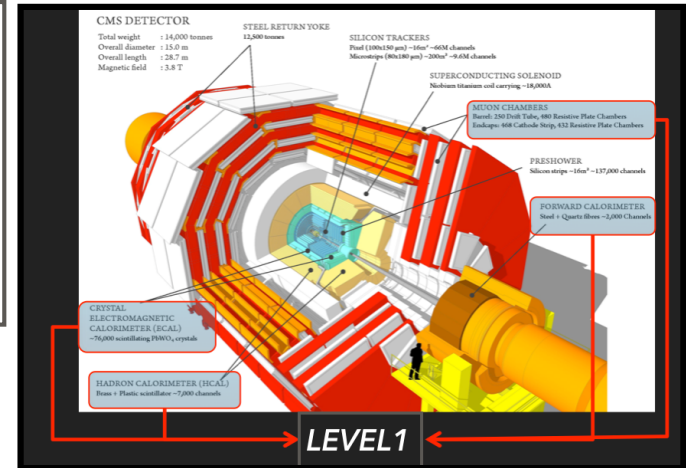 CMS DETECTOR
Total weight : 14,000 tonnes
Overall diameter : 15.0 m
Overall length : 28.7 m
Magnetic field : 3.8 T
STEEL RETURN YOKE
12,500 tonnes
SILICON TRACKERS
Pixel (100x150 μm) ~16m² ~66M channels
Microstrips (80x180 μm) ~200m² ~9.6M channels
SUPERCONDUCTING SOLENOID
Niobium titanium coil carrying ~18,000A
MUON CHAMBERS
Barrel: 250 Drift Tube, 480 Resistive Plate Chambers
Endcaps: 468 Cathode Strip, 432 Resistive Plate Chambers
PRESHOWER
Silicon strips ~16m² ~137,000 channels
FORWARD CALORIMETER
Steel + Quartz fibres ~2,000 Channels
CRYSTAL
ELECTROMAGNETIC
CALORIMETER (ECAL)
~76,000 scintillating PbWO₄ crystals
HADRON CALORIMETER (HCAL)
Brass + Plastic scintillator ~7,000 channels
LEVEL1